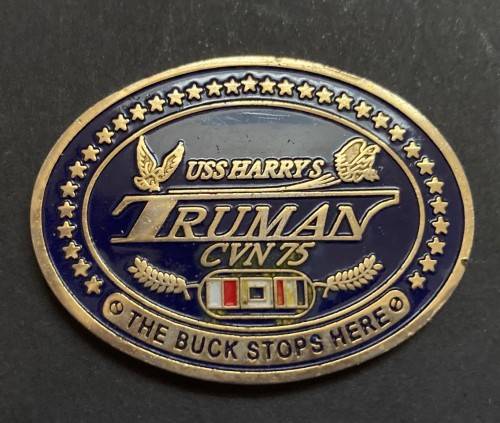 USS HARRY S
TRUMAN
CVN 75
THE BUCK STOPS HERE